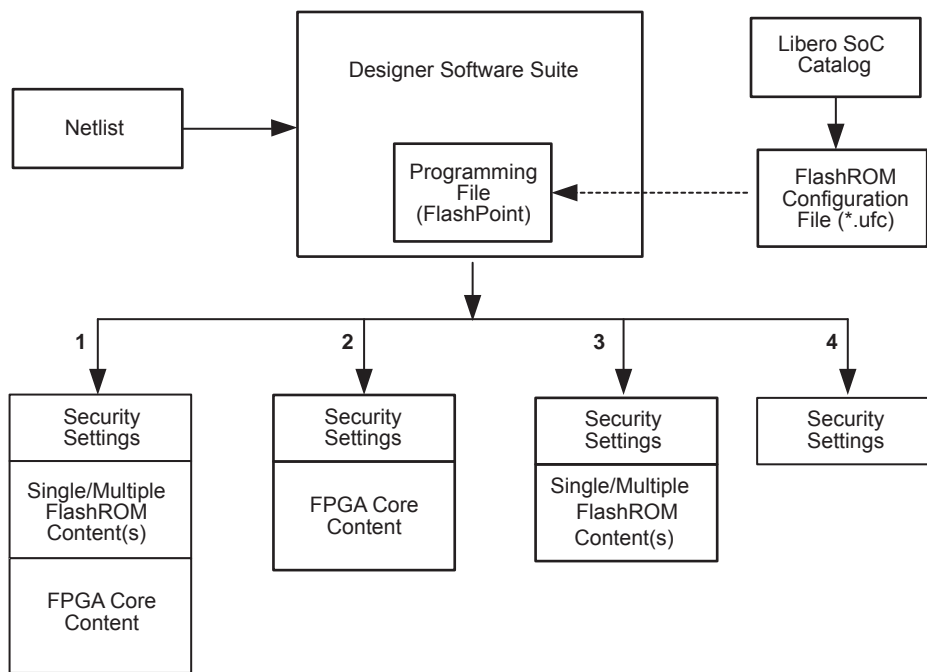 Designer Software Suite
Libero SoC
Catalog
Netlist
Programming
File
(FlashPoint)
FlashROM
Configuration
File (*.ufc)
1
2
3
4
Security
Settings
Single/Multiple
FlashROM
Content(s)
FPGA Core
Content
Security
Settings
FPGA Core
Content
Security
Settings
Single/Multiple
FlashROM
Content(s)
Security
Settings